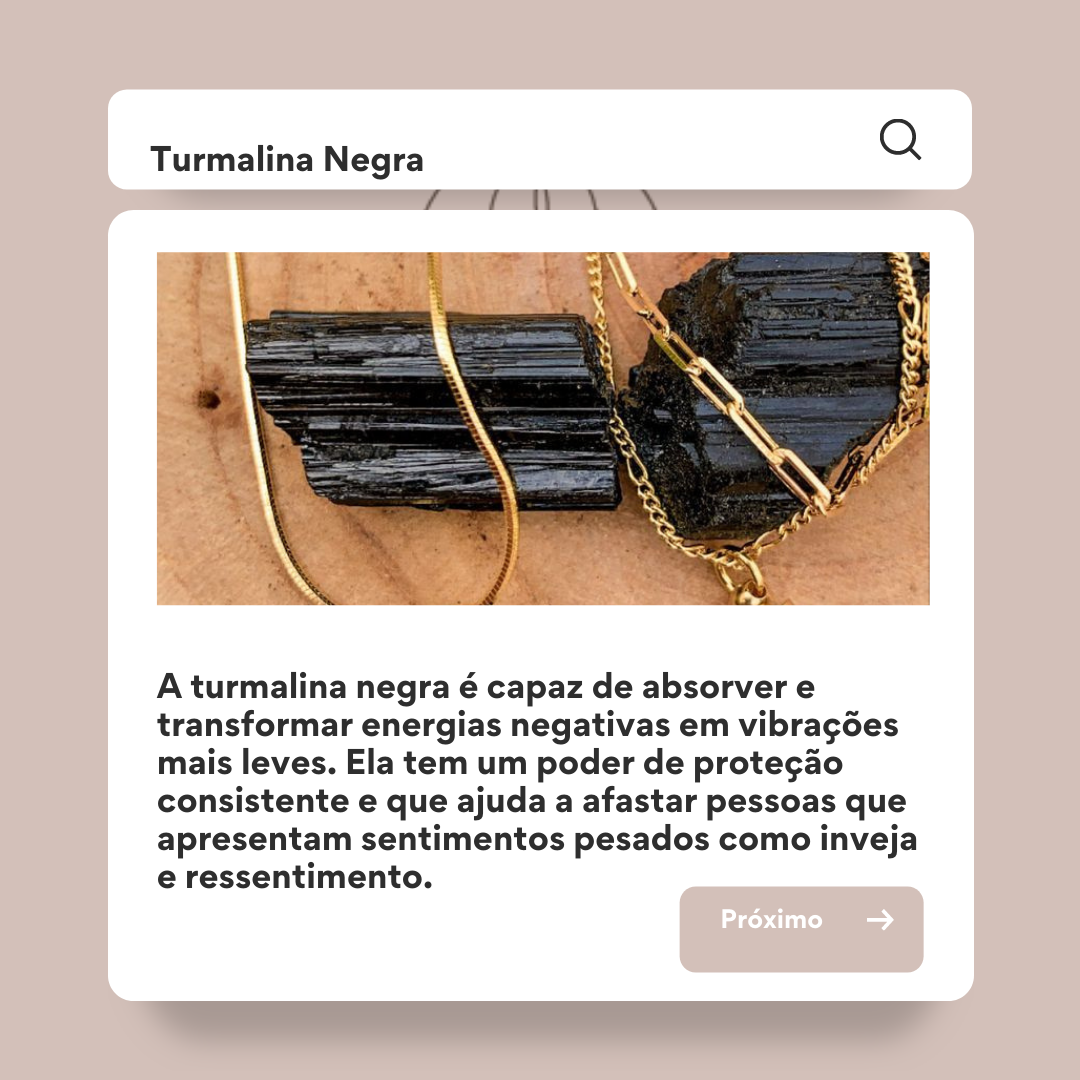 Turmalina Negra
A turmalina negra é capaz de absorver e
transformar energias negativas em vibrações
mais leves. Ela tem um poder de proteção
consistente e que ajuda a afastar pessoas que
apresentam sentimentos pesados como inveja
e ressentimento.
Próximo